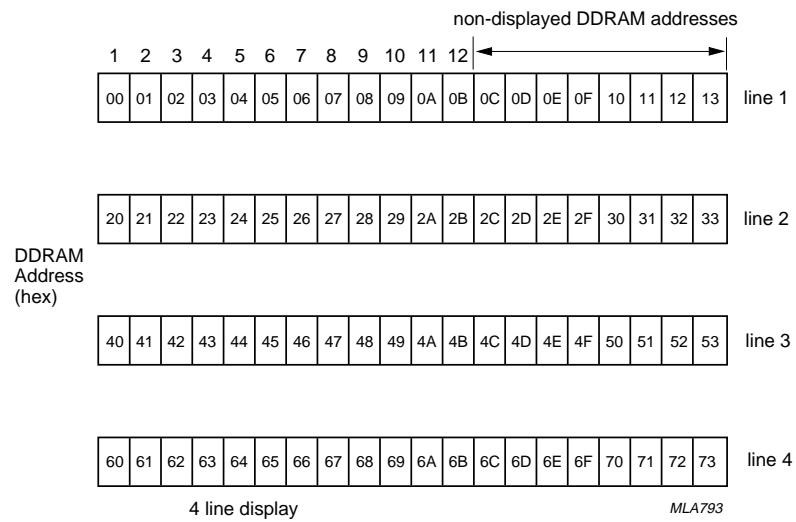 non-displayed DDRAM addresses
1 2 3 4 5 6 7 8 9 10 11 12
00 01 02 03 04 05 06 07 08 09 0A 0B 0C 0D 0E 0F 10 11 12 13 line 1
20 21 22 23 24 25 26 27 28 29 2A 2B 2C 2D 2E 2F 30 31 32 33 line 2
DDRAM
Address
(hex)
40 41 42 43 44 45 46 47 48 49 4A 4B 4C 4D 4E 4F 50 51 52 53 line 3
60 61 62 63 64 65 66 67 68 69 6A 6B 6C 6D 6E 6F 70 71 72 73 line 4
4 line display MLA793